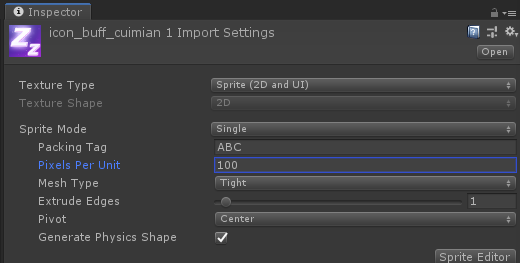 Inspector
icon_buff_cuimian 1 Import Settings
Open
Texture Type Sprite (2D and UI)
Texture Shape 2D
Sprite Mode Single
Packing Tag ABC
Pixels Per Unit 100
Mesh Type Tight
Extrude Edges 1
Pivot Center
Generate Physics Shape
Sprite Editor